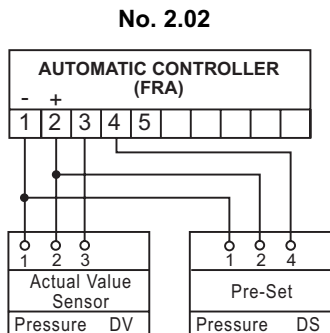 No. 2.02
AUTOMATIC CONTROLLER
(FRA)
- +
1 2 3 4 5
1 2 3
1 2 4
Actual Value
Sensor
Pre-Set
Pressure DV
Pressure DS